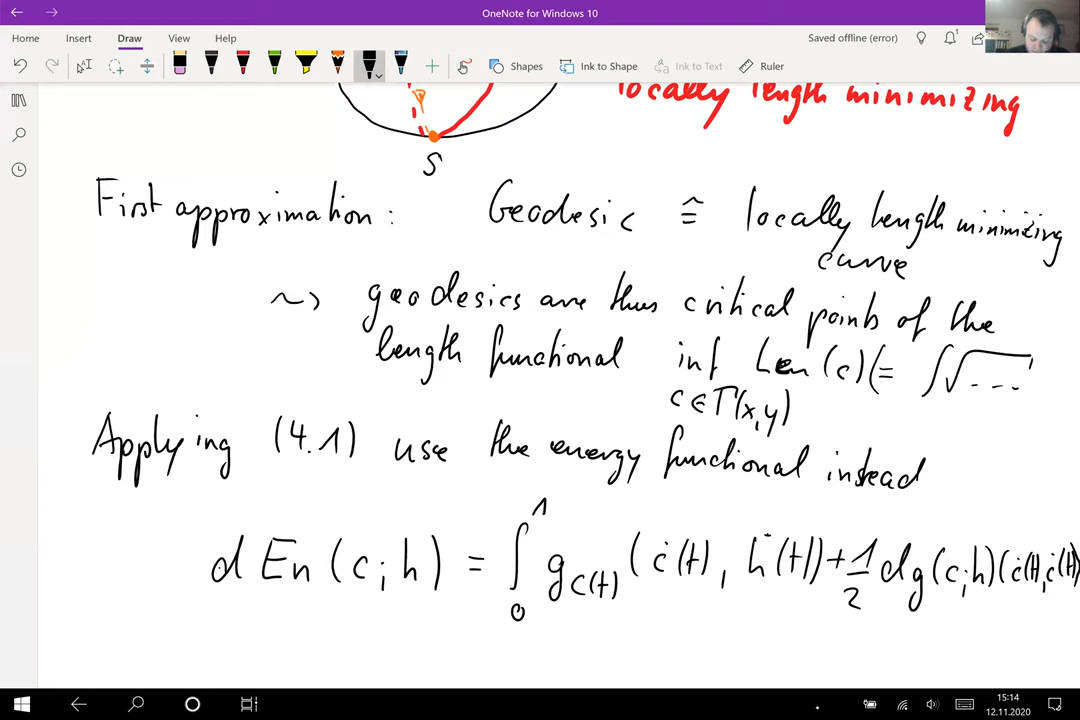 OneNote for Windows 10
Home Insert Draw View Help Saved offline (error)
Shapes Ink to Shape Ink to Text Ruler
locally length minimizing
S
First approximation: Geodesic ≙ locally length minimizing
curve
~> geodesics are thus critical points of the
length functional inf Len(c) (= ∫√...
c∈Γ(x,y)
Applying (4.1) use the energy functional instead
d En(c;h) = ∫₀¹ g_c(t) (ċ(t), ḣ(t)) + 1/2 dg(c;h)(ċ(t),ċ(t)
15:14
12.11.2020